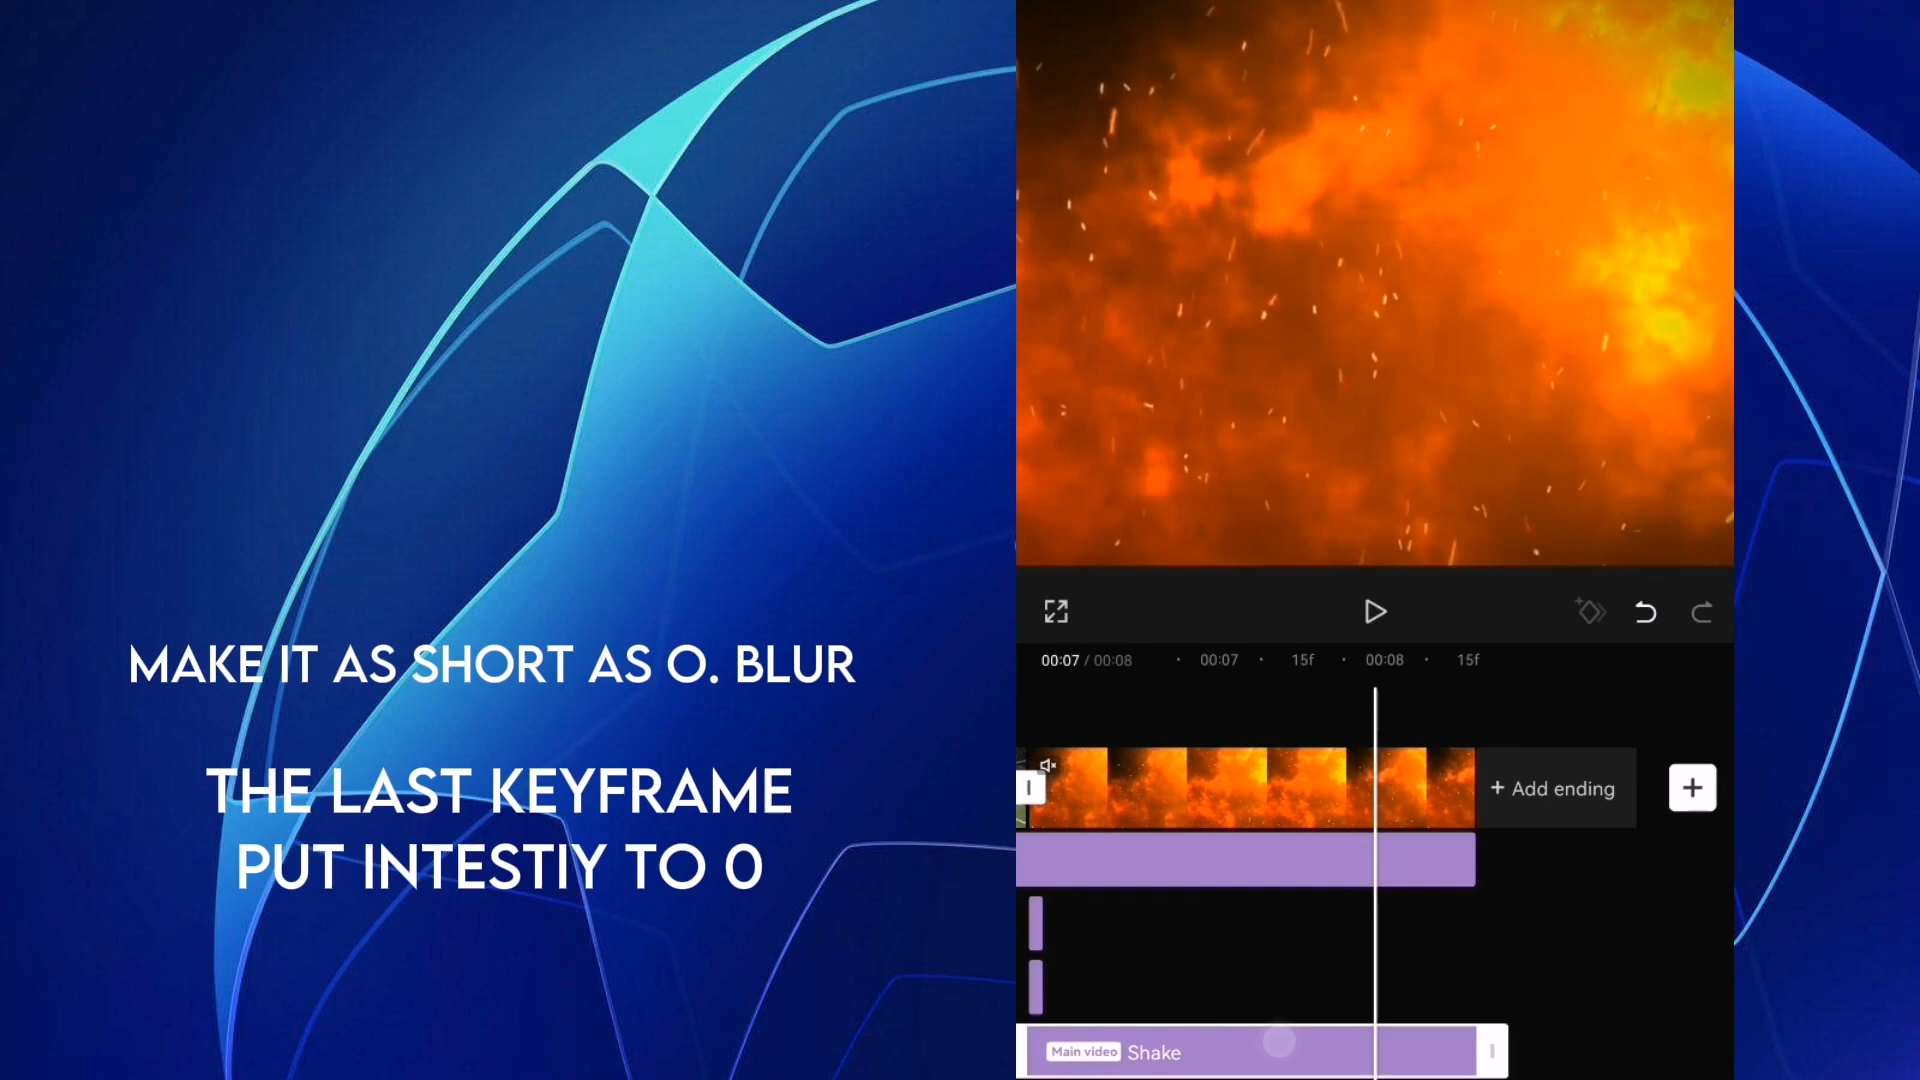 MAKE IT AS SHORT AS O. BLUR
THE LAST KEYFRAME
PUT INTESTIY TO 0
00:07 / 00:08
00:07
15f
00:08
15f
+ Add ending
Main video Shake